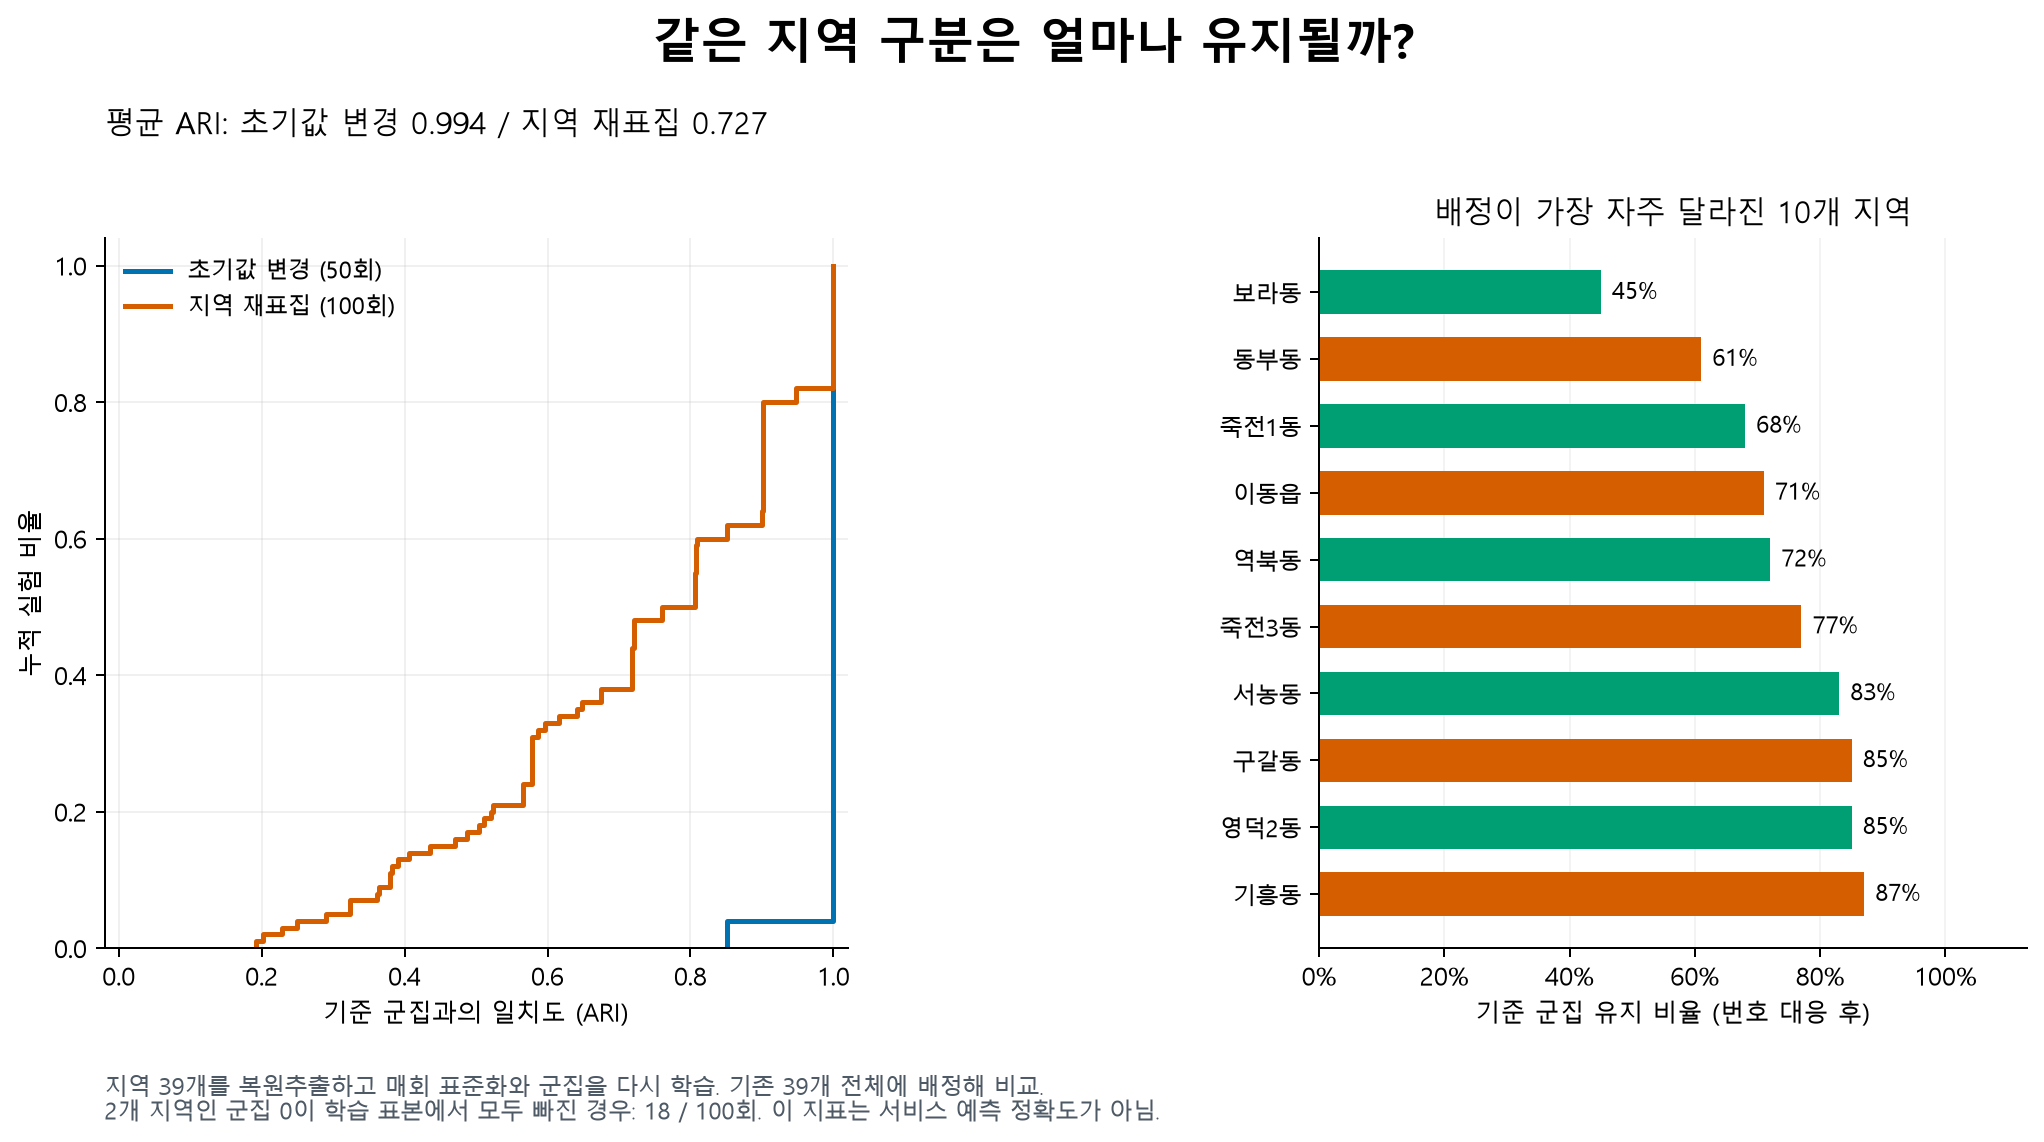 같은 지역 구분은 얼마나 유지될까?
평균 ARI: 초기값 변경 0.994 / 지역 재표집 0.727
초기값 변경 (50회)
지역 재표집 (100회)
1.0
0.8
0.6
0.4
0.2
0.0
누적 실험 비율
0.0 0.2 0.4 0.6 0.8 1.0
기준 군집과의 일치도 (ARI)
배정이 가장 자주 달라진 10개 지역
보라동 45%
동부동 61%
죽전1동 68%
이동읍 71%
역북동 72%
죽전3동 77%
서농동 83%
구갈동 85%
영덕2동 85%
기흥동 87%
0% 20% 40% 60% 80% 100%
기준 군집 유지 비율 (번호 대응 후)
지역 39개를 복원추출하고 매회 표준화와 군집을 다시 학습. 기존 39개 전체에 배정해 비교.
2개 지역인 군집 0이 학습 표본에서 모두 빠진 경우: 18 / 100회. 이 지표는 서비스 예측 정확도가 아님.